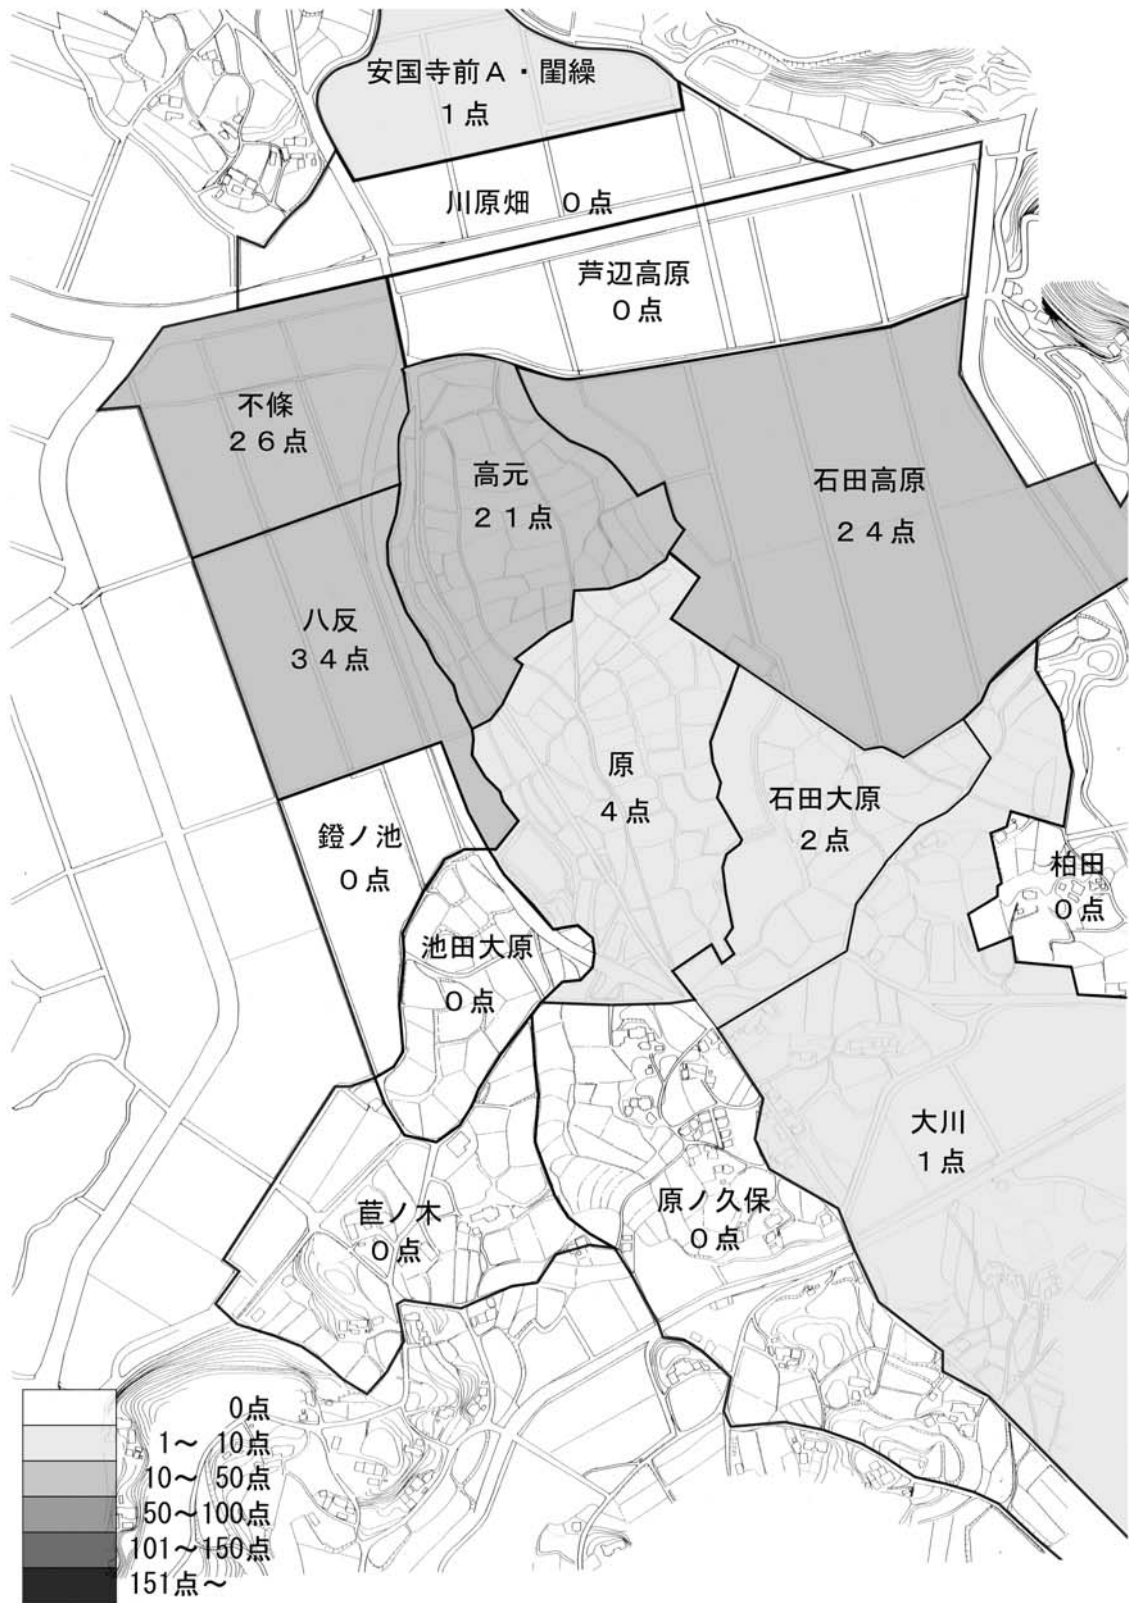 安国寺前A・閨繰
1点
川原畑 0点
芦辺高原
0点
不條
26点
高元
21点
石田高原
24点
八反
34点
原
4点
石田大原
2点
鐙ノ池
0点
柏田
0点
池田大原
0点
大川
1点
苣ノ木
0点
原ノ久保
0点
0点
1~ 10点
10~ 50点
50~100点
101~150点
151点~